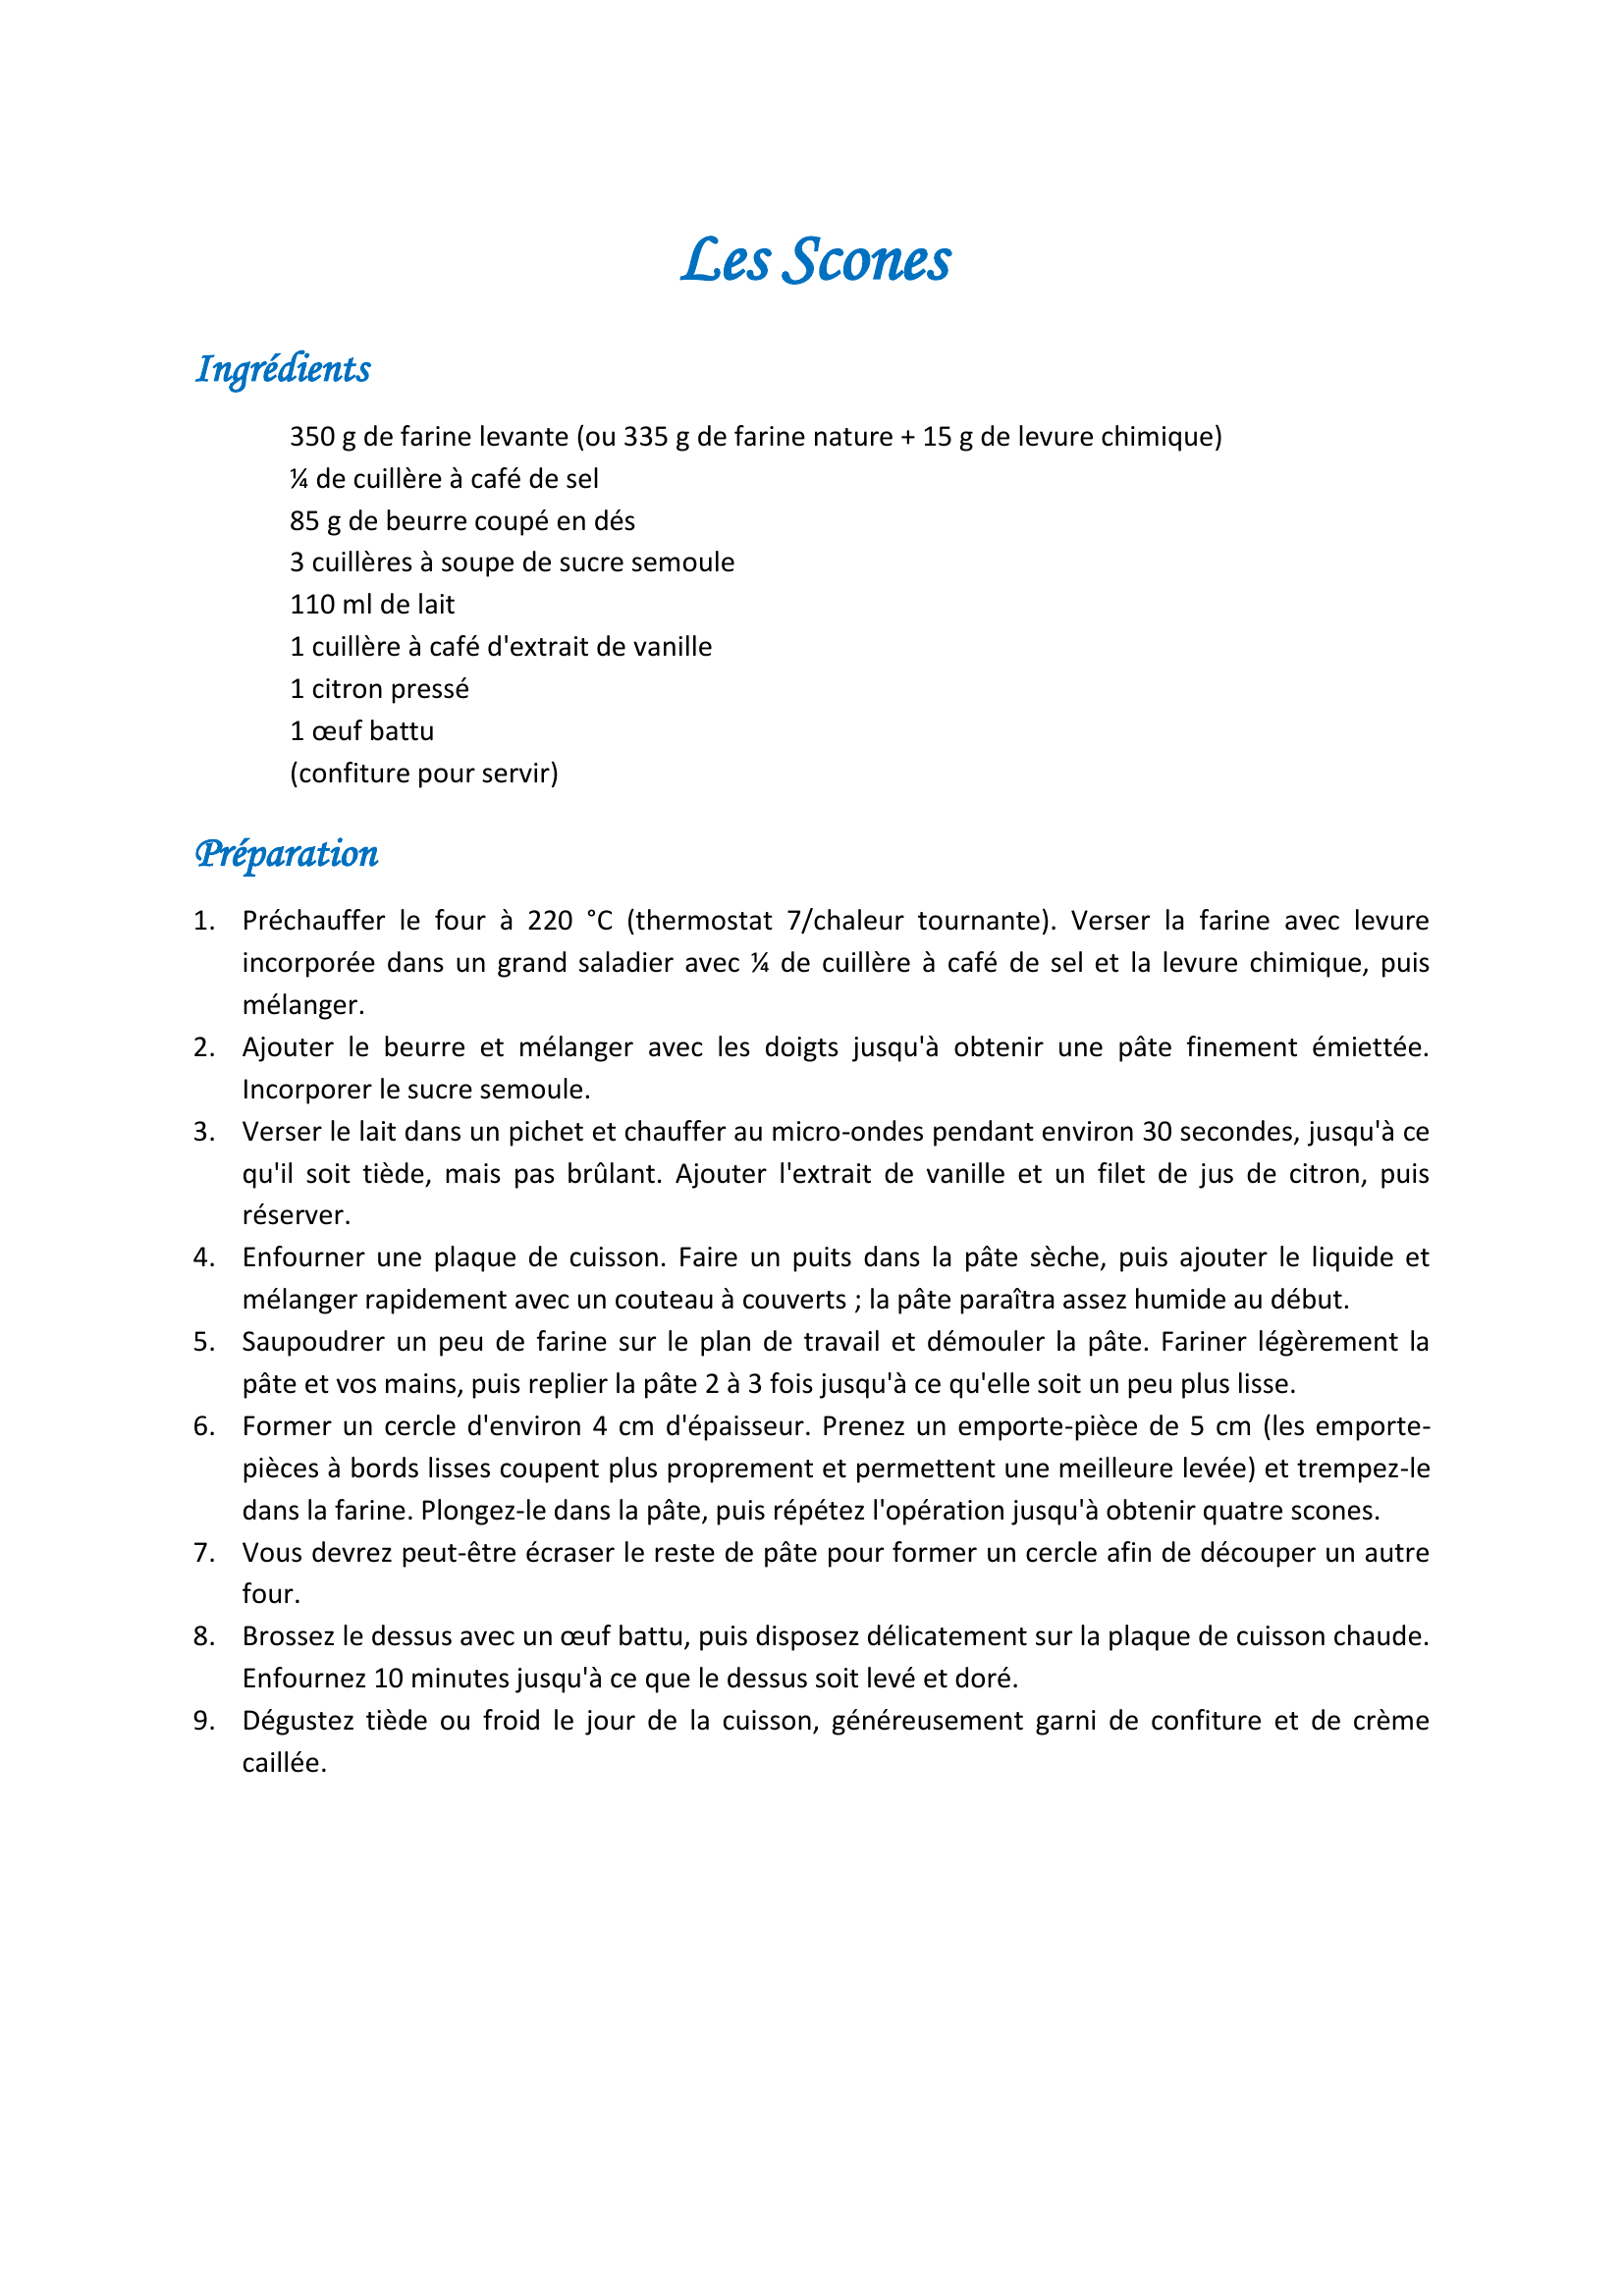 Les Scones
Ingrédients
350 g de farine levante (ou 335 g de farine nature + 15 g de levure chimique)
¼ de cuillère à café de sel
85 g de beurre coupé en dés
3 cuillères à soupe de sucre semoule
110 ml de lait
1 cuillère à café d'extrait de vanille
1 citron pressé
1 œuf battu
(confiture pour servir)
Préparation
1. Préchauffer le four à 220 °C (thermostat 7/chaleur tournante). Verser la farine avec levure
incorporée dans un grand saladier avec ¼ de cuillère à café de sel et la levure chimique, puis
mélanger.
2. Ajouter le beurre et mélanger avec les doigts jusqu'à obtenir une pâte finement émiettée.
Incorporer le sucre semoule.
3. Verser le lait dans un pichet et chauffer au micro-ondes pendant environ 30 secondes, jusqu'à ce
qu'il soit tiède, mais pas brûlant. Ajouter l'extrait de vanille et un filet de jus de citron, puis
réserver.
4. Enfourner une plaque de cuisson. Faire un puits dans la pâte sèche, puis ajouter le liquide et
mélanger rapidement avec un couteau à couverts ; la pâte paraîtra assez humide au début.
5. Saupoudrer un peu de farine sur le plan de travail et démouler la pâte. Fariner légèrement la
pâte et vos mains, puis replier la pâte 2 à 3 fois jusqu'à ce qu'elle soit un peu plus lisse.
6. Former un cercle d'environ 4 cm d'épaisseur. Prenez un emporte-pièce de 5 cm (les emporte-
pièces à bords lisses coupent plus proprement et permettent une meilleure levée) et trempez-le
dans la farine. Plongez-le dans la pâte, puis répétez l'opération jusqu'à obtenir quatre scones.
7. Vous devrez peut-être écraser le reste de pâte pour former un cercle afin de découper un autre
four.
8. Brossez le dessus avec un œuf battu, puis disposez délicatement sur la plaque de cuisson chaude.
Enfournez 10 minutes jusqu'à ce que le dessus soit levé et doré.
9. Dégustez tiède ou froid le jour de la cuisson, généreusement garni de confiture et de crème
caillée.